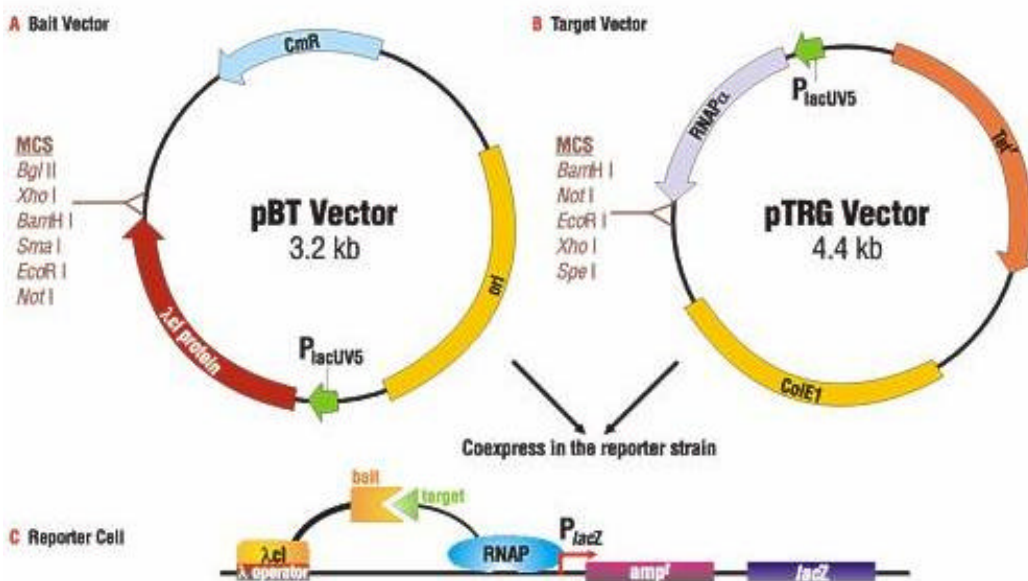 A Bait Vector
CmR
MCS
Bgl II
Xho I
BamH I
Sma I
EcoR I
Not I
pBT Vector
3.2 kb
ori
λcI protein
PlacUV5
B Target Vector
PlacUV5
RNAPα
Tetr
MCS
BamH I
Not I
EcoR I
Xho I
Spe I
pTRG Vector
4.4 kb
ColE1
Coexpress in the reporter strain
C Reporter Cell
bait
target
λcI
λ operator
RNAP
PlacZ
ampr
lacZ